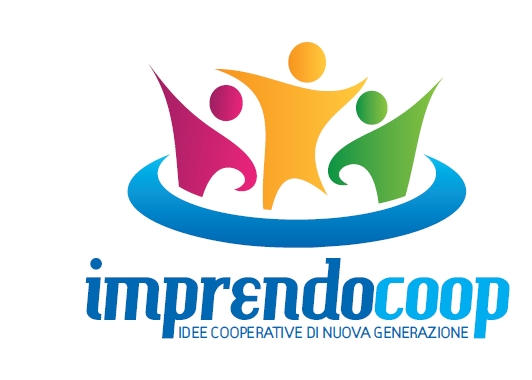 imprendocoop
IDEE COOPERATIVE DI NUOVA GENERAZIONE